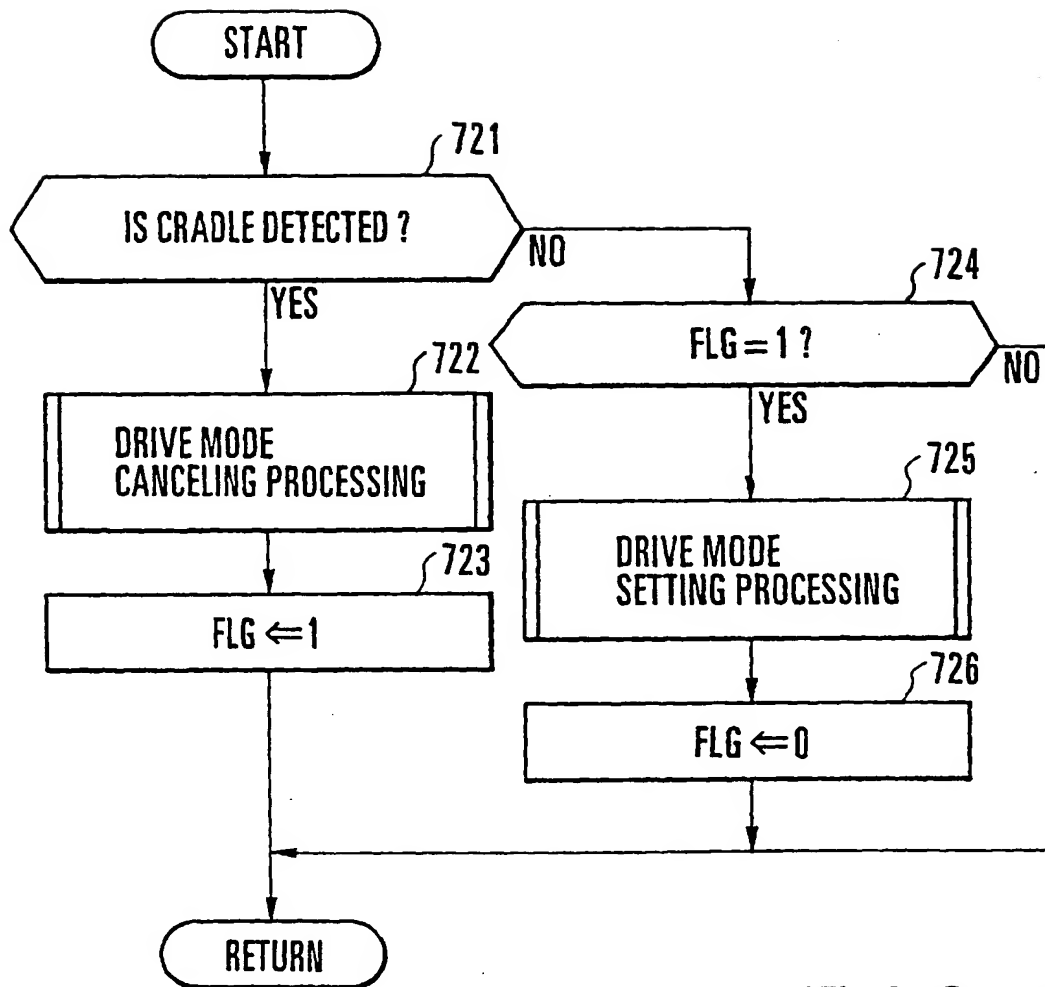 START
721
IS CRADLE DETECTED ?
NO
YES
724
FLG = 1 ?
NO
YES
722
DRIVE MODE
CANCELING PROCESSING
725
DRIVE MODE
SETTING PROCESSING
723
FLG ⇐ 1
726
FLG ⇐ 0
RETURN